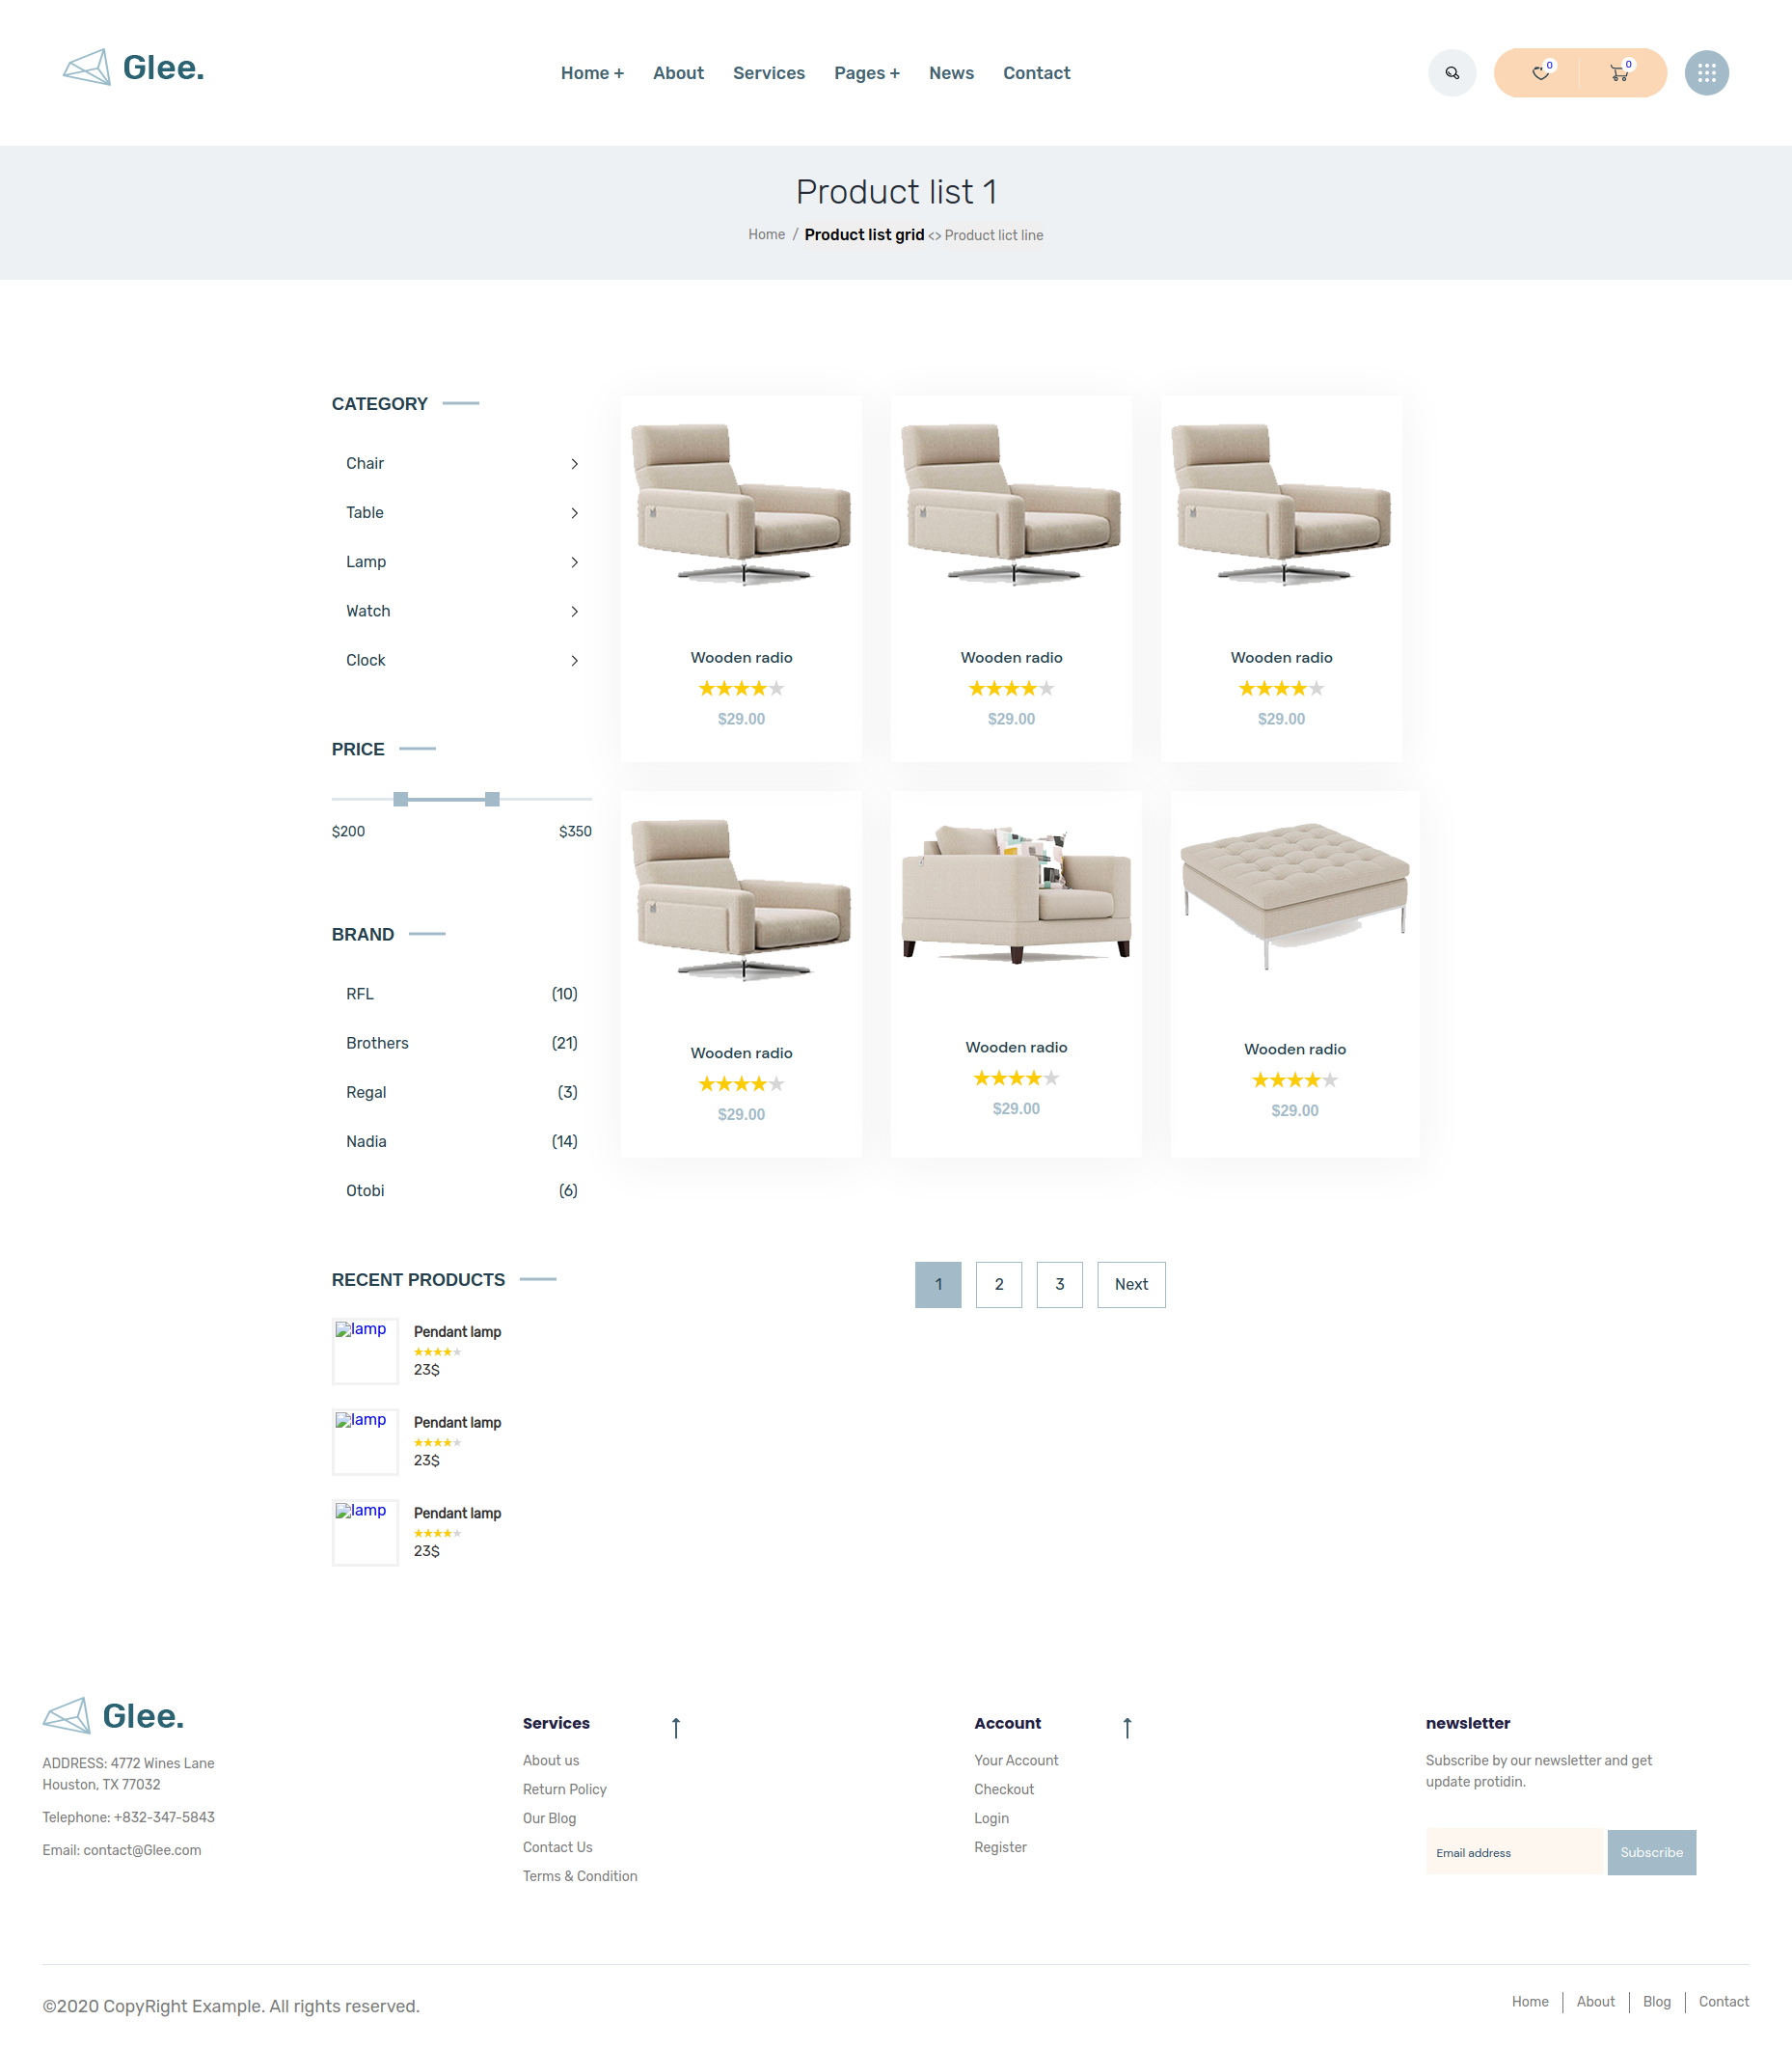 Glee.
Home + About Services Pages + News Contact
0 0
Product list 1
Home / Product list grid <> Product lict line
CATEGORY
Chair
Table
Lamp
Watch
Clock
PRICE
$200 $350
BRAND
RFL (10)
Brothers (21)
Regal (3)
Nadia (14)
Otobi (6)
RECENT PRODUCTS
lamp
Pendant lamp
23$
lamp
Pendant lamp
23$
lamp
Pendant lamp
23$
Wooden radio
$29.00
Wooden radio
$29.00
Wooden radio
$29.00
Wooden radio
$29.00
Wooden radio
$29.00
Wooden radio
$29.00
1 2 3 Next
Glee.
ADDRESS: 4772 Wines Lane
Houston, TX 77032
Telephone: +832-347-5843
Email: contact@Glee.com
Services
About us
Return Policy
Our Blog
Contact Us
Terms & Condition
Account
Your Account
Checkout
Login
Register
newsletter
Subscribe by our newsletter and get
update protidin.
Email address Subscribe
©2020 CopyRight Example. All rights reserved.
Home About Blog Contact